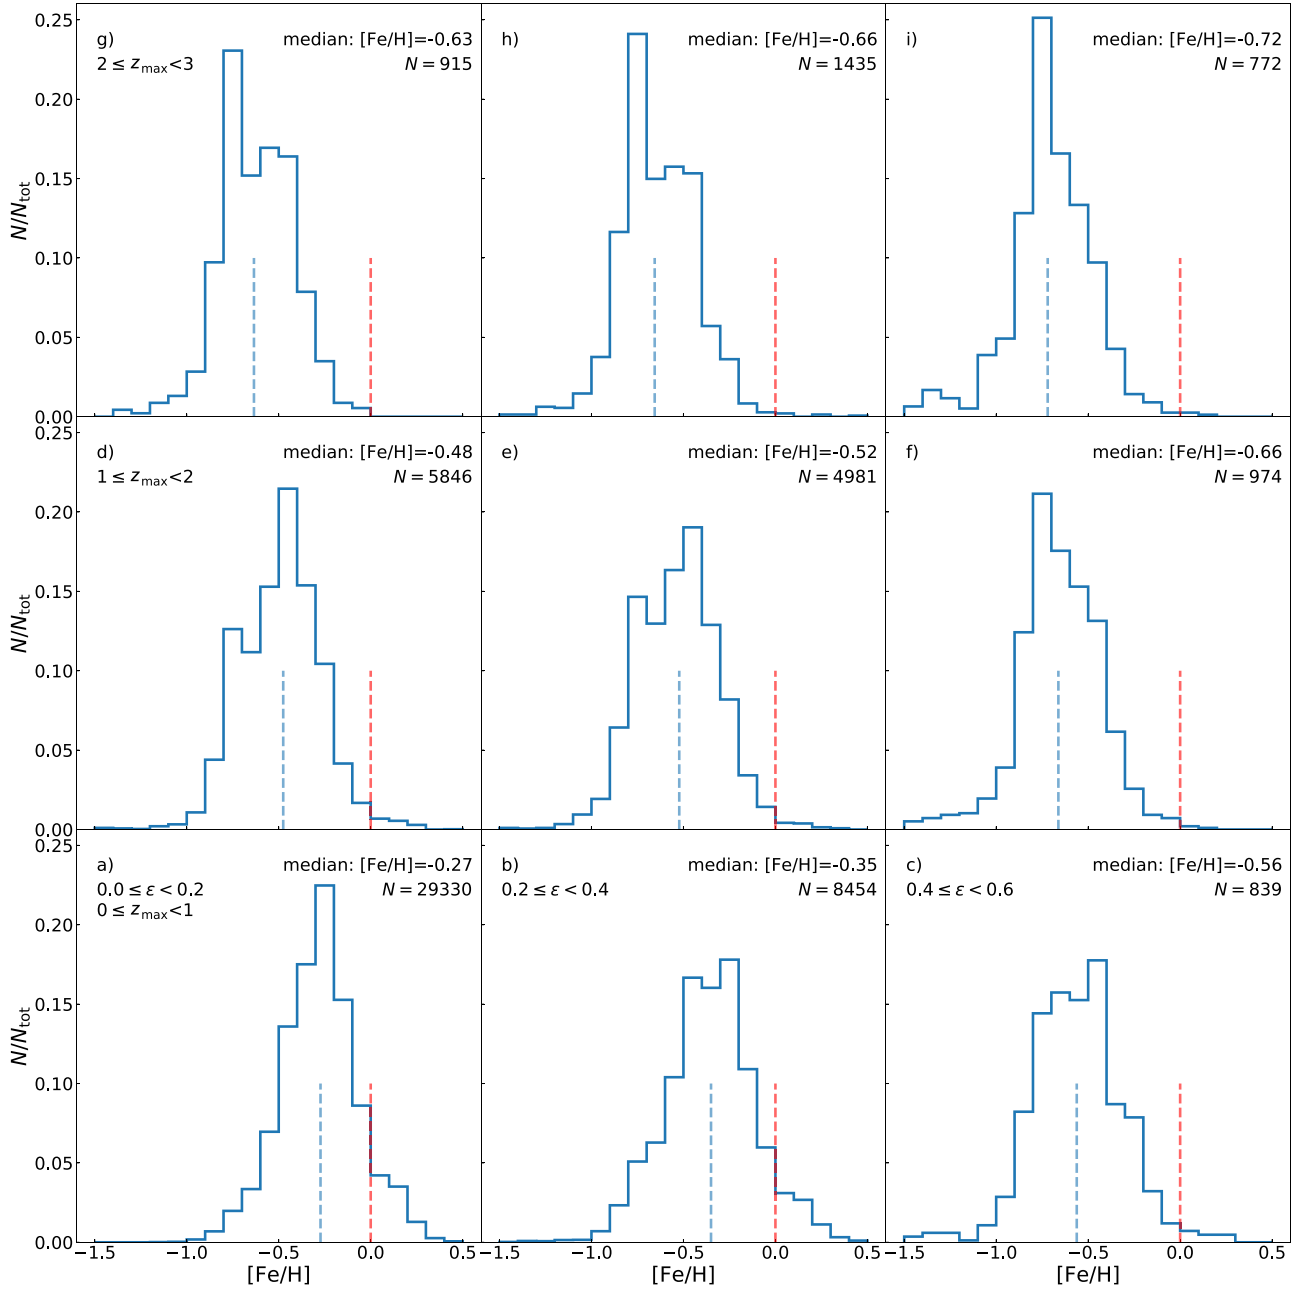 g)
median: [Fe/H]=-0.63
2 ≤ z_max<3
N = 915
h)
median: [Fe/H]=-0.66
N = 1435
i)
median: [Fe/H]=-0.72
N = 772
0.25
0.20
0.15
0.10
0.05
0.00
N/N_tot
d)
median: [Fe/H]=-0.48
1 ≤ z_max<2
N = 5846
e)
median: [Fe/H]=-0.52
N = 4981
f)
median: [Fe/H]=-0.66
N = 974
0.25
0.20
0.15
0.10
0.05
0.00
N/N_tot
a)
median: [Fe/H]=-0.27
0.0 ≤ ε < 0.2
N = 29330
0 ≤ z_max<1
b)
median: [Fe/H]=-0.35
0.2 ≤ ε < 0.4
N = 8454
c)
median: [Fe/H]=-0.56
0.4 ≤ ε < 0.6
N = 839
0.25
0.20
0.15
0.10
0.05
0.00
N/N_tot
−1.5 −1.0 −0.5 0.0 0.5
−1.0 −0.5 0.0 0.5
−1.0 −0.5 0.0 0.5
[Fe/H]
[Fe/H]
[Fe/H]